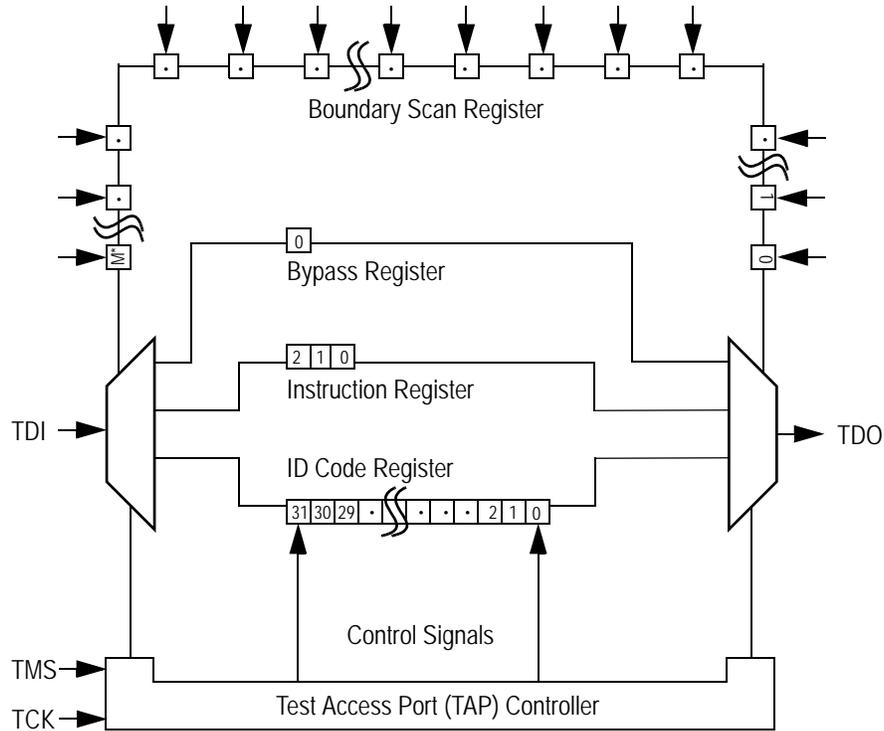 Boundary Scan Register
1
M*
0
0
Bypass Register
2 1 0
Instruction Register
TDI
TDO
ID Code Register
31 30 29 . . . . 2 1 0
Control Signals
TMS
Test Access Port (TAP) Controller
TCK